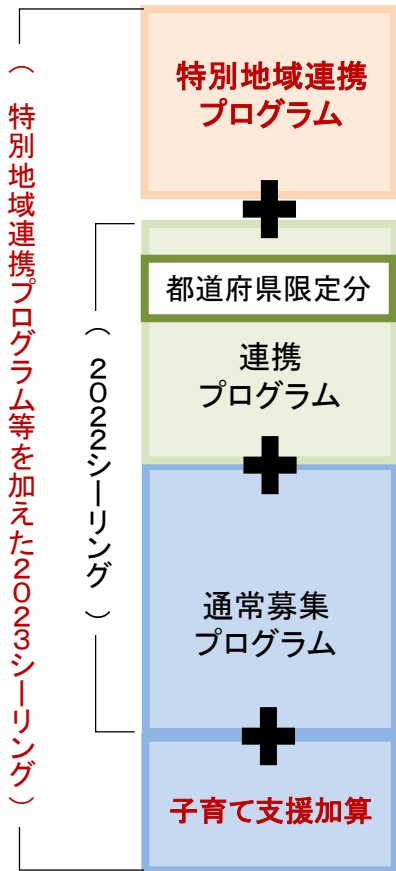 （特別地域連携プログラム等を加えた2023シーリング）
（2022シーリング）
特別地域連携
プログラム
都道府県限定分
連携
プログラム
通常募集
プログラム
子育て支援加算